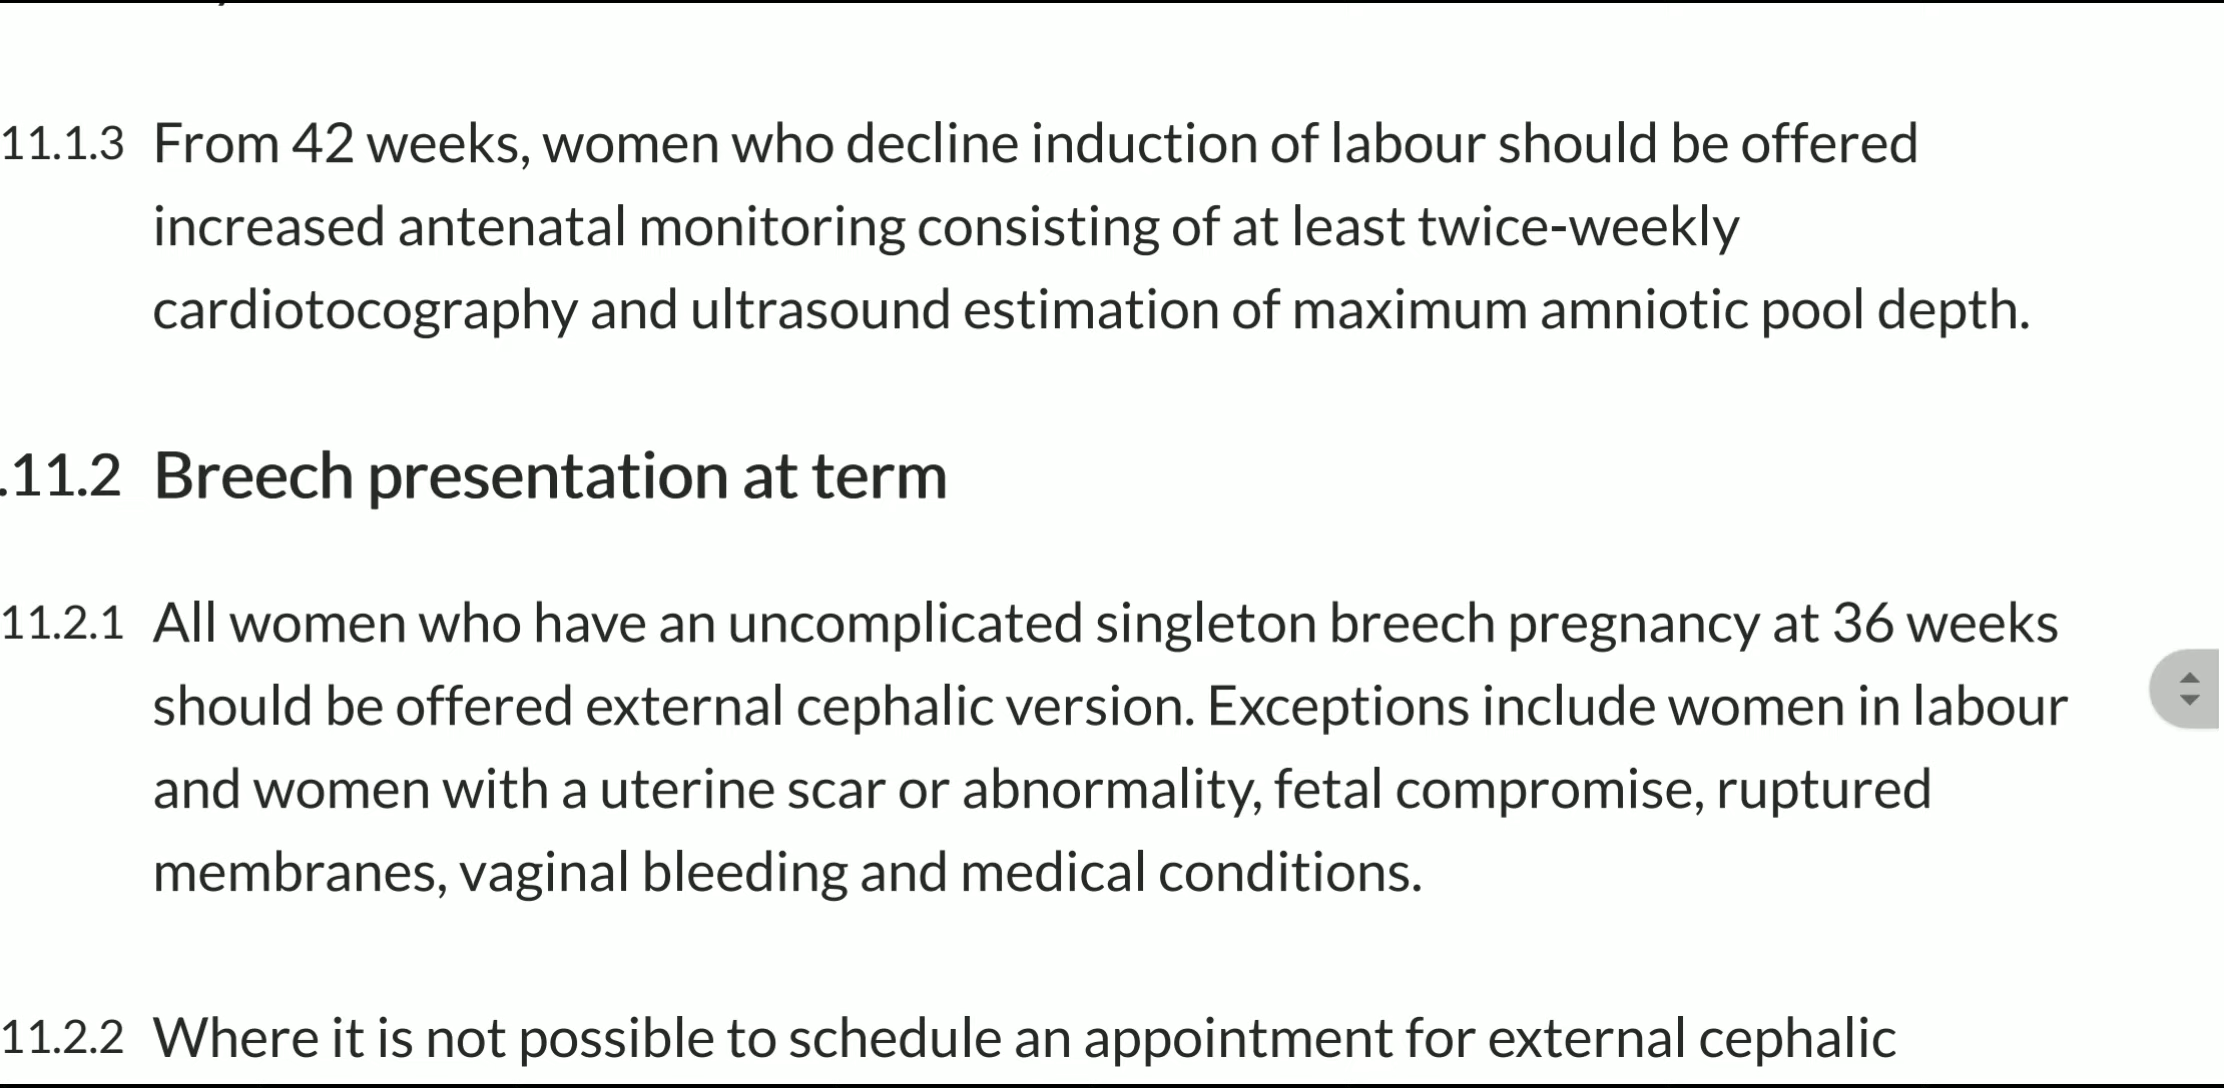 11.1.3 From 42 weeks, women who decline induction of labour should be offered
increased antenatal monitoring consisting of at least twice-weekly
cardiotocography and ultrasound estimation of maximum amniotic pool depth.
.11.2 Breech presentation at term
11.2.1 All women who have an uncomplicated singleton breech pregnancy at 36 weeks
should be offered external cephalic version. Exceptions include women in labour
and women with a uterine scar or abnormality, fetal compromise, ruptured
membranes, vaginal bleeding and medical conditions.
11.2.2 Where it is not possible to schedule an appointment for external cephalic